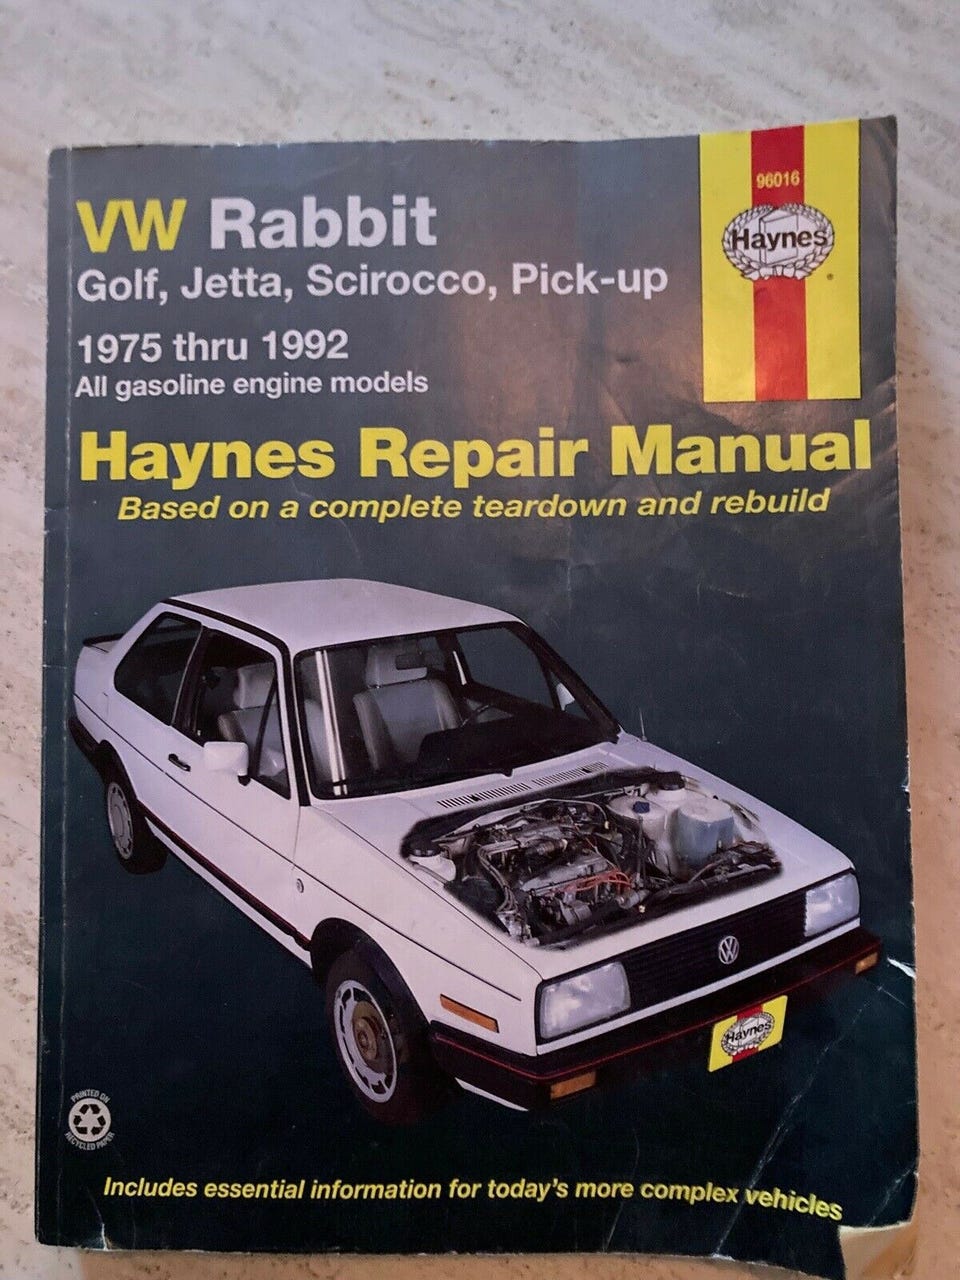 96016
Haynes
VW Rabbit
Golf, Jetta, Scirocco, Pick-up
1975 thru 1992
All gasoline engine models
Haynes Repair Manual
Based on a complete teardown and rebuild
VW
Haynes
PRINTED ON
RECYCLED PAPER
Includes essential information for today's more complex vehicles